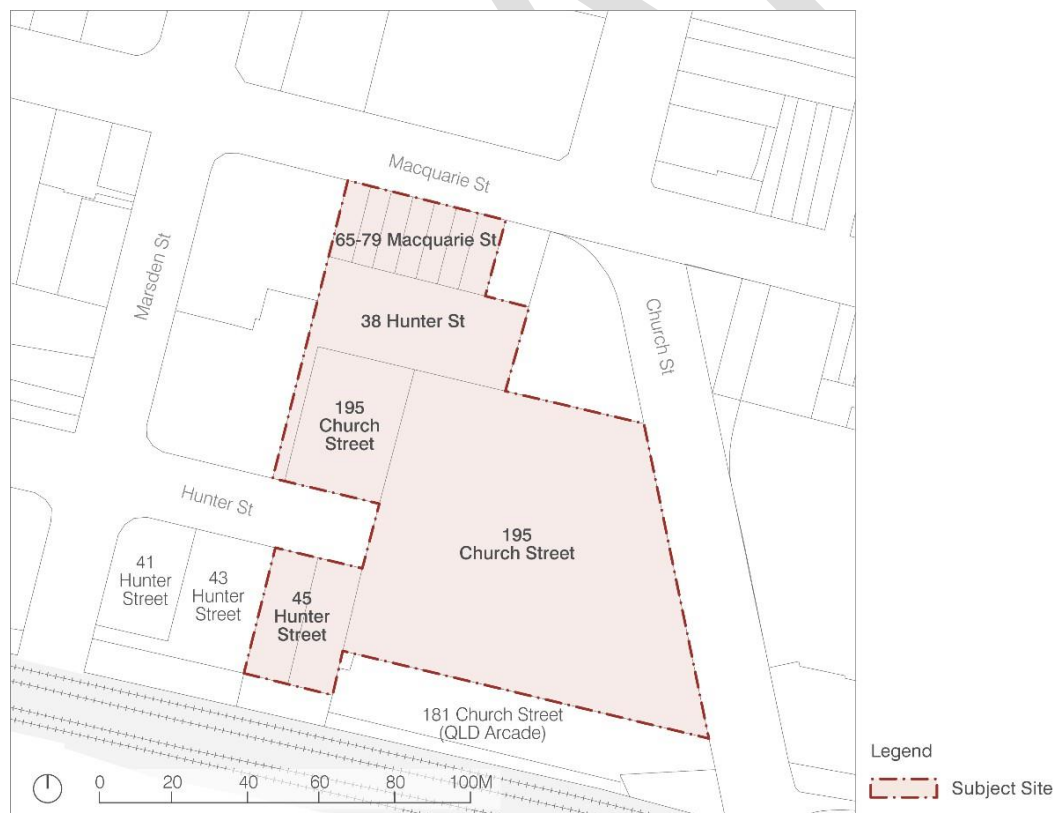 Macquarie St
65-79 Macquarie St
Marsden St
38 Hunter St
Church St
195
Church
Street
Hunter St
195
Church Street
41
Hunter
Street
43
Hunter
Street
45
Hunter
Street
181 Church Street
(QLD Arcade)
0 20 40 60 80 100M
Legend
Subject Site